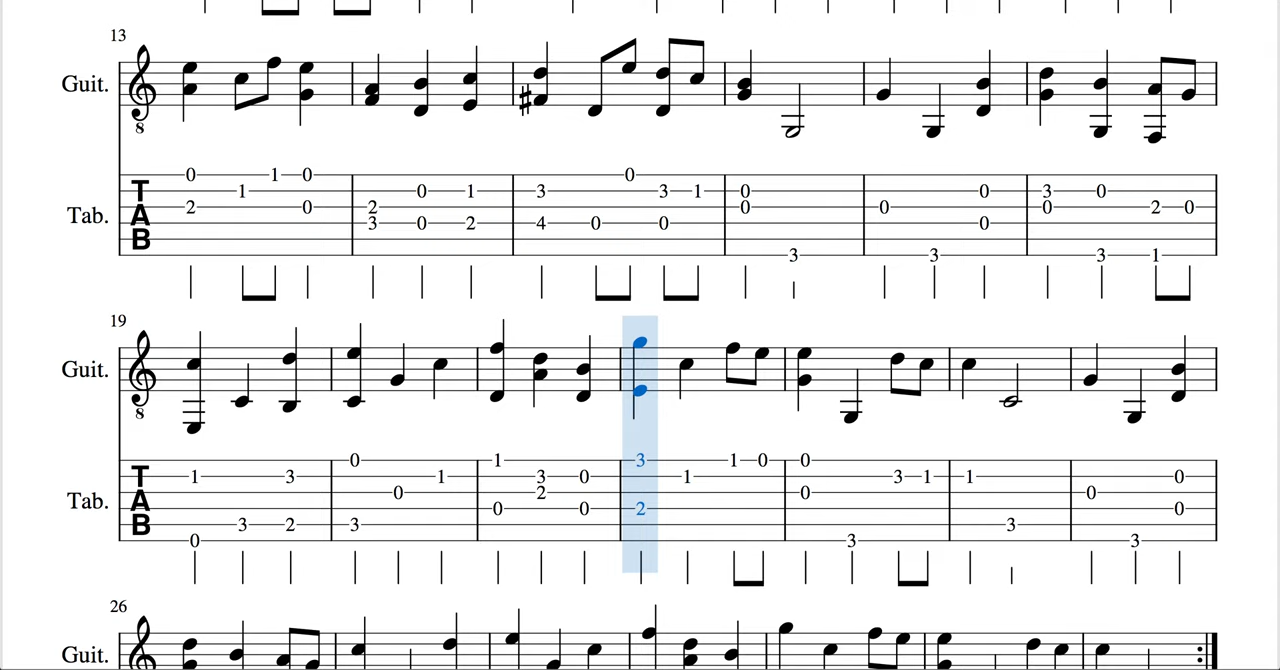 13
Guit.
8
0 1 0 0
1 0 1 3 3 1 0 0 3 0
2 0 2 0 0 0 2 0
3 0 2 4 0 0 0
3 3 3 1
T
A
B
Tab.
19
Guit.
8
0 1 3 1 0 0
1 3 1 3 0 1 3 1 1 0
0 2 0 0
0 0 2 0
3 2 3 3
0 3 3
T
A
B
Tab.
26
Guit.